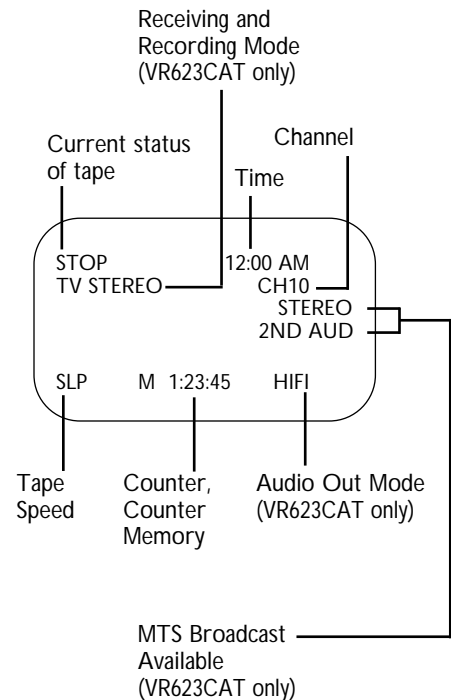 Receiving and
Recording Mode
(VR623CAT only)
Current status
of tape
Channel
Time
STOP
12:00 AM
TV STEREO
CH10
STEREO
2ND AUD
SLP
M 1:23:45
HIFI
Tape
Speed
Counter,
Counter
Memory
Audio Out Mode
(VR623CAT only)
MTS Broadcast
Available
(VR623CAT only)